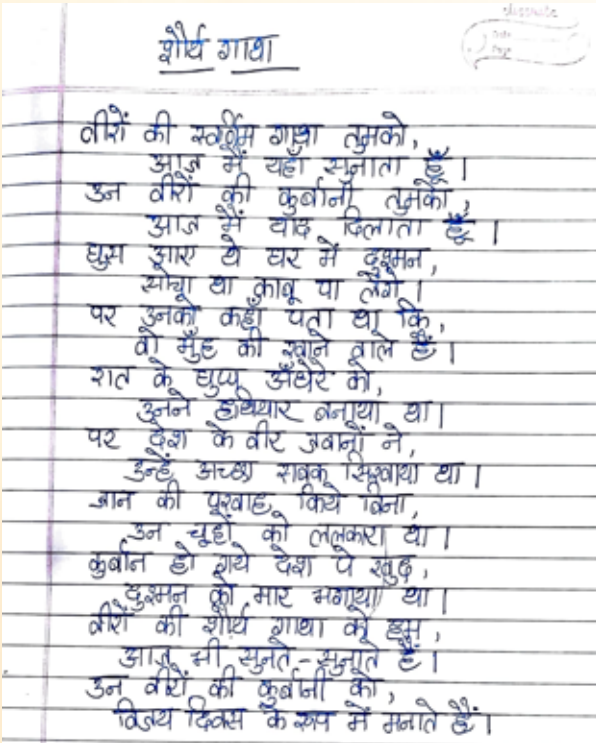 शौर्य गाथा
वीरों की स्वर्णिम गाथा तुमको,
आज मैं यहाँ सुनाता हूँ।
उन वीरों की कुर्बानी तुमको,
आज मैं याद दिलाता हूँ।
घुस आए थे घर में दुश्मन,
सोचा था काबू पा लेंगे।
पर उनको कहाँ पता था कि,
वो मुँह की खाने वाले हैं।
रात के घुप्प अँधेरे को,
उनने हथियार बनाया था।
पर देश के वीर जवानों ने,
उन्हें अच्छा सबक सिखाया था।
जान की परवाह किये बिना,
उन चूहों को ललकारा था।
कुर्बान हो गये देश पे खुद,
दुश्मन को मार भगाया था।
वीरों की शौर्य गाथा को हम,
आज भी सुनते-सुनाते हैं।
उन वीरों की कुर्बानी को,
विजय दिवस के रूप में मनाते हैं।